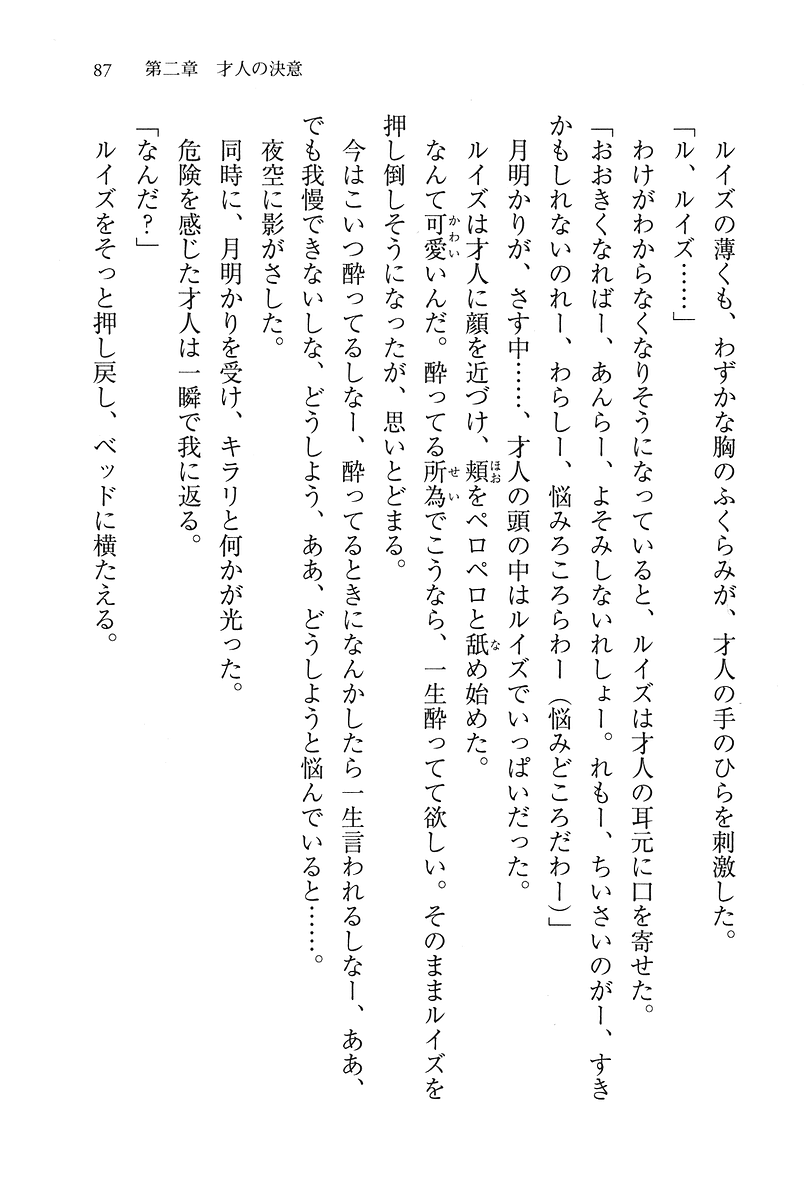 87　第二章　才人の決意
ルイズの薄くも、わずかな胸のふくらみが、才人の手のひらを刺激した。
「ル、ルイズ……」
わけがわからなくなりそうになっていると、ルイズは才人の耳元に口を寄せた。
「おおきくなればー、あんらー、よそみしないれしょー。れもー、ちいさいのがー、すき
かもしれないのれー、わらしー、悩みろころらわー（悩みどころだわー）」
月明かりが、さす中……、才人の頭の中はルイズでいっぱいだった。
ルイズは才人に顔を近づけ、頬をペロペロと舐め始めた。
なんて可愛いんだ。酔ってる所為でこうなら、一生酔ってて欲しい。そのままルイズを
押し倒しそうになったが、思いとどまる。
今はこいつ酔ってるしなー、酔ってるときになんかしたら一生言われるしなー、ああ、
でも我慢できないしな、どうしよう、ああ、どうしようと悩んでいると……。
夜空に影がさした。
同時に、月明かりを受け、キラリと何かが光った。
危険を感じた才人は一瞬で我に返る。
「なんだ？」
ルイズをそっと押し戻し、ベッドに横たえる。